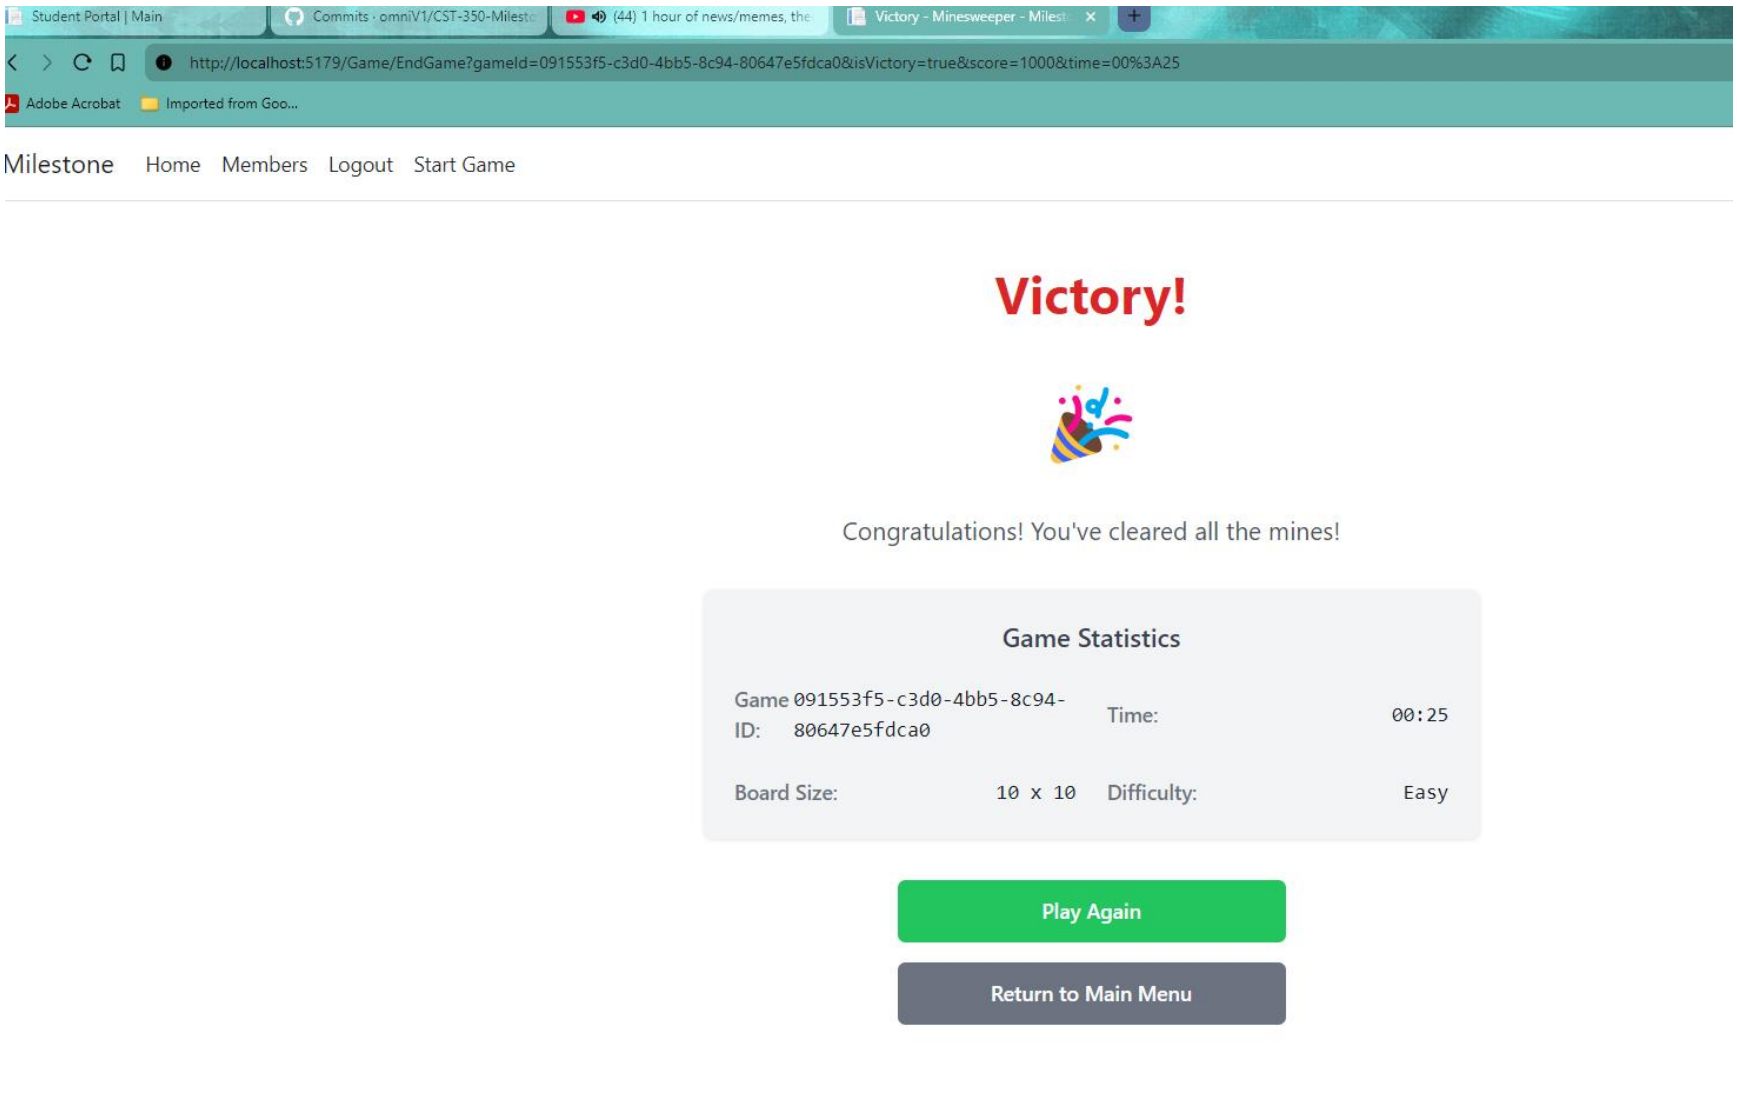 Student Portal | Main
Commits · omniV1/CST-350-Milesto
(44) 1 hour of news/memes, the
Victory - Minesweeper - Milest
http://localhost:5179/Game/EndGame?gameId=091553f5-c3d0-4bb5-8c94-80647e5fdca0&isVictory=true&score=1000&time=00%3A25
Adobe Acrobat
Imported from Goo...
Milestone Home Members Logout Start Game
Victory!
Congratulations! You've cleared all the mines!
Game Statistics
Game ID:
091553f5-c3d0-4bb5-8c94-
80647e5fdca0
Time: 00:25
Board Size: 10 x 10
Difficulty: Easy
Play Again
Return to Main Menu